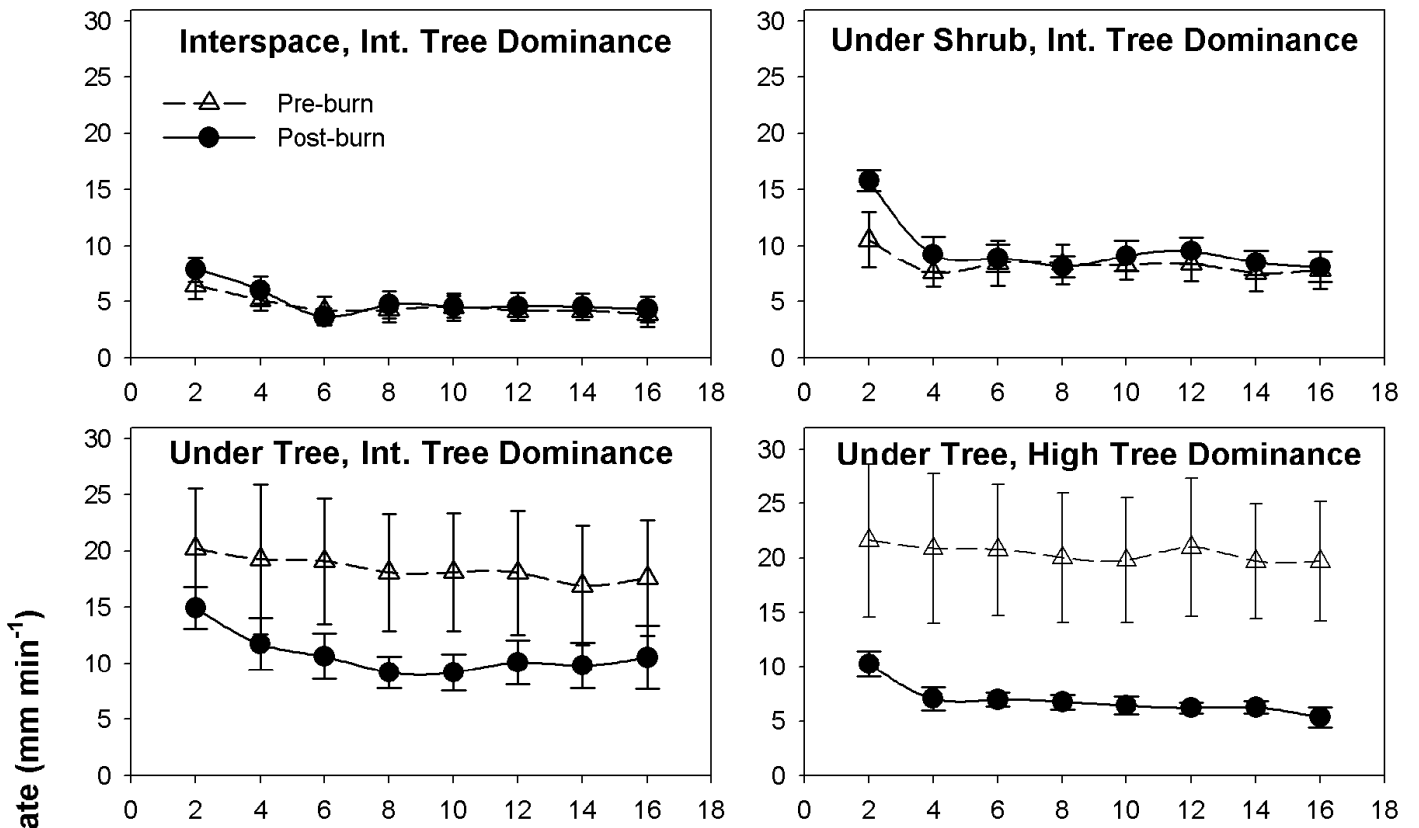 Interspace, Int. Tree Dominance
30
25
20
15
10
5
0
Pre-burn
Post-burn
0 2 4 6 8 10 12 14 16 18
Under Shrub, Int. Tree Dominance
30
25
20
15
10
5
0
0 2 4 6 8 10 12 14 16 18
Under Tree, Int. Tree Dominance
30
25
20
15
10
5
0
0 2 4 6 8 10 12 14 16 18
Under Tree, High Tree Dominance
30
25
20
15
10
5
0
0 2 4 6 8 10 12 14 16 18
ate (mm min-1)